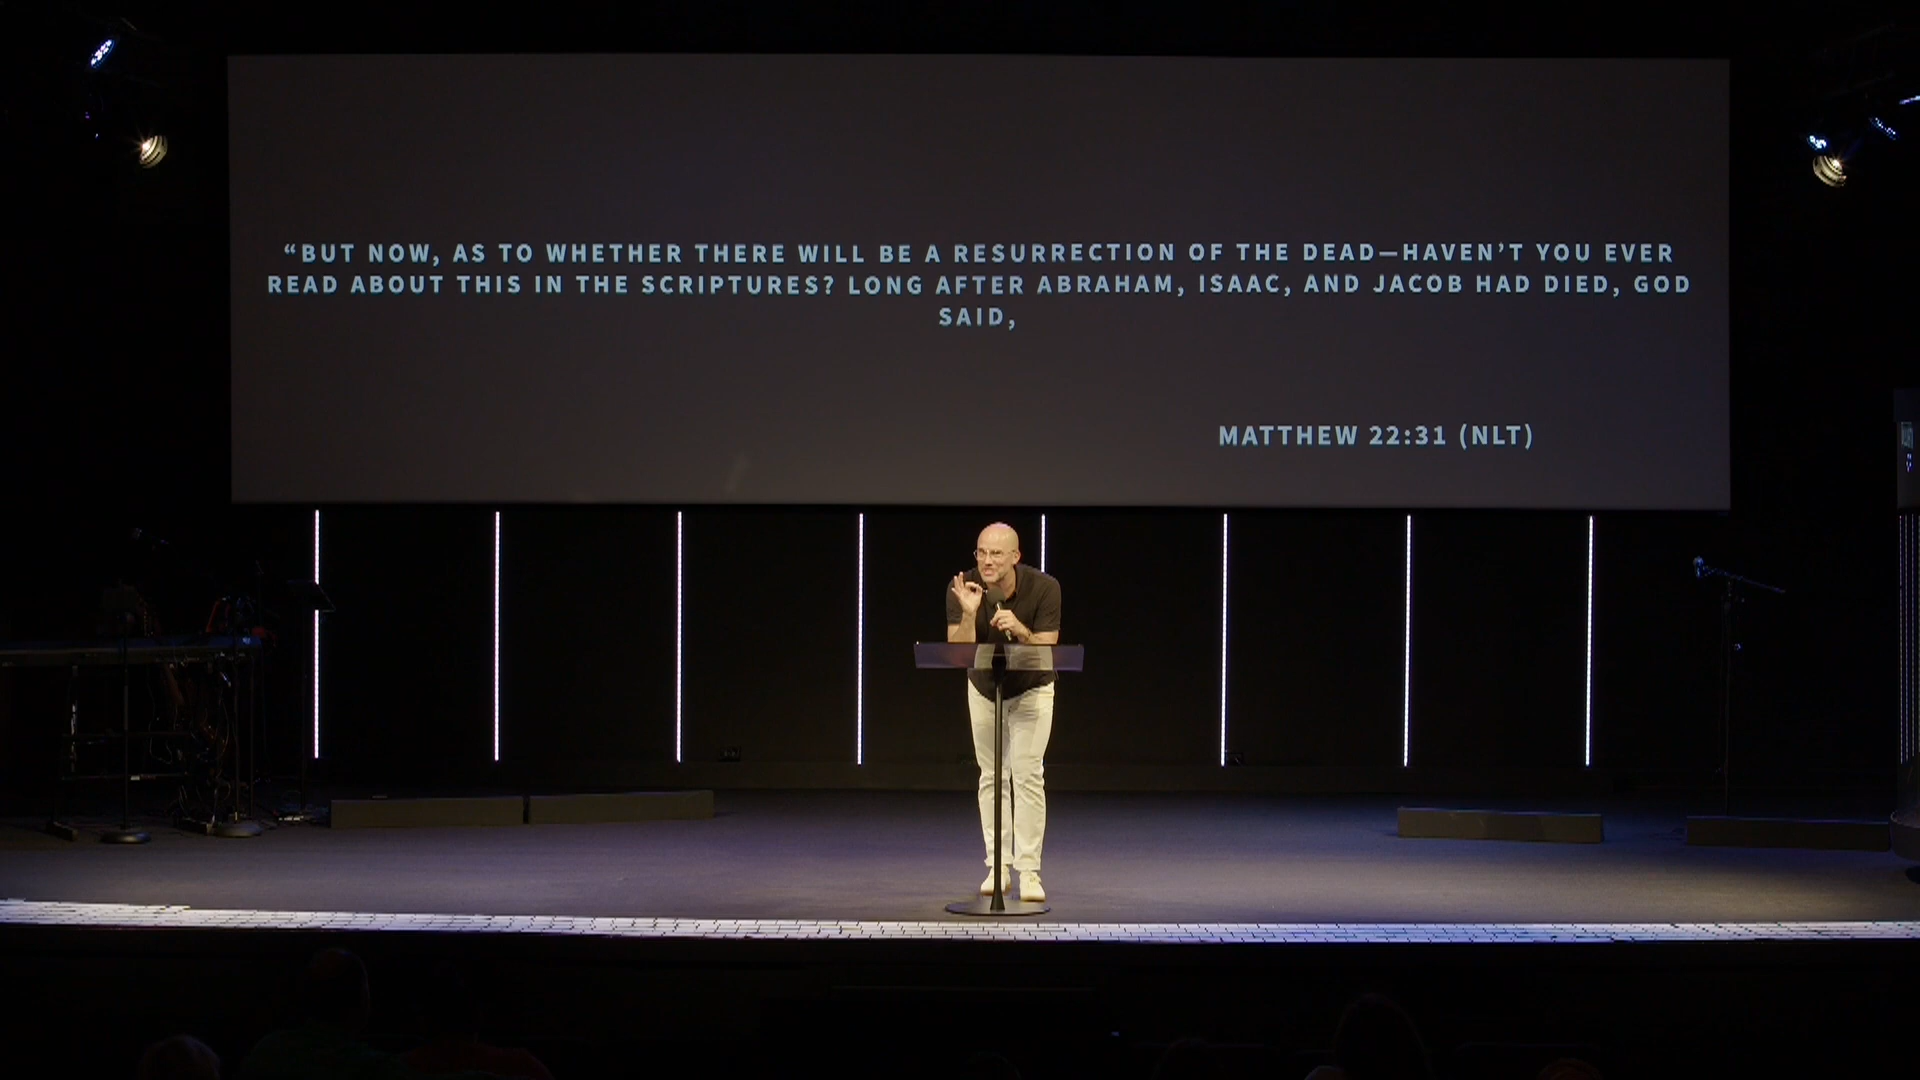 “BUT NOW, AS TO WHETHER THERE WILL BE A RESURRECTION OF THE DEAD—HAVEN’T YOU EVER
READ ABOUT THIS IN THE SCRIPTURES? LONG AFTER ABRAHAM, ISAAC, AND JACOB HAD DIED, GOD
SAID,
MATTHEW 22:31 (NLT)